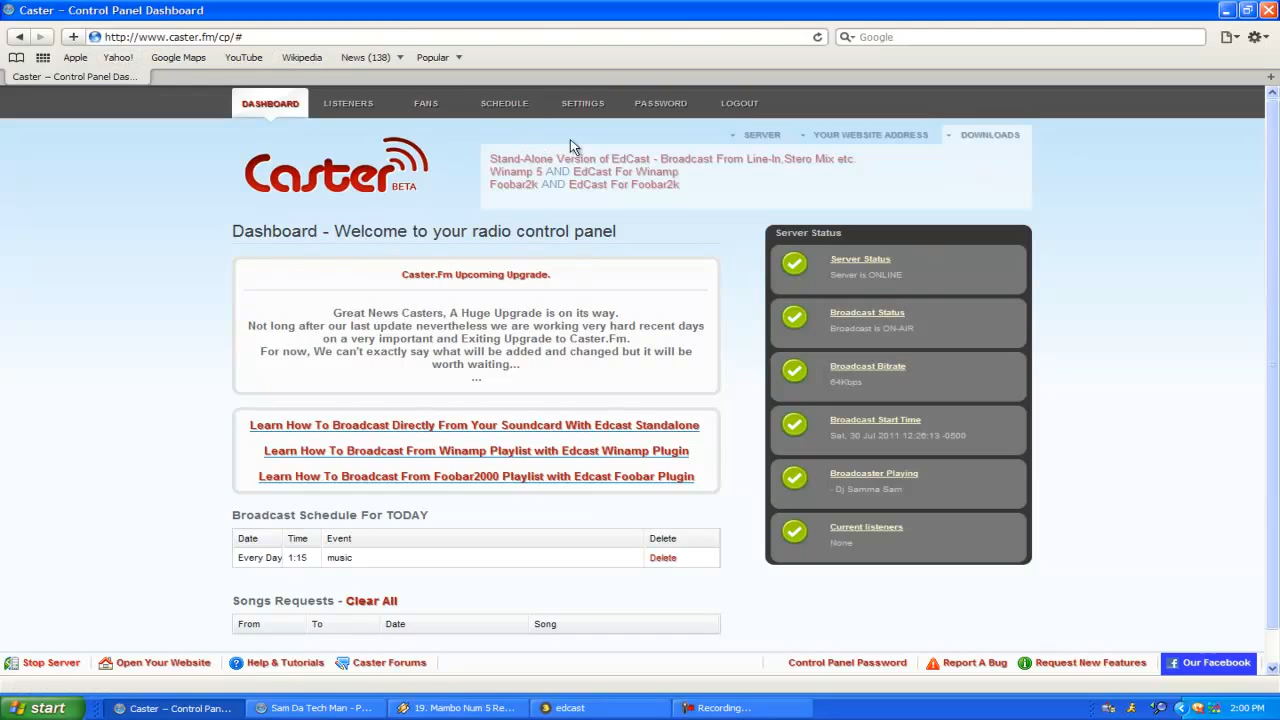 Caster – Control Panel Dashboard
http://www.caster.fm/cp/#
Google
Apple Yahoo! Google Maps YouTube Wikipedia News (138) Popular
Caster – Control Panel Das...
DASHBOARD LISTENERS FANS SCHEDULE SETTINGS PASSWORD LOGOUT
SERVER YOUR WEBSITE ADDRESS DOWNLOADS
Caster BETA
Stand-Alone Version of EdCast - Broadcast From Line-In,Stero Mix etc.
Winamp 5 AND EdCast For Winamp
Foobar2k AND EdCast For Foobar2k
Dashboard - Welcome to your radio control panel
Caster.Fm Upcoming Upgrade.
Great News Casters, A Huge Upgrade is on its way.
Not long after our last update nevertheless we are working very hard recent days
on a very important and Exiting Upgrade to Caster.Fm.
For now, We can't exactly say what will be added and changed but it will be
worth waiting...
...
Learn How To Broadcast Directly From Your Soundcard With Edcast Standalone
Learn How To Broadcast From Winamp Playlist with Edcast Winamp Plugin
Learn How To Broadcast From Foobar2000 Playlist with Edcast Foobar Plugin
Broadcast Schedule For TODAY
Date Time Event Delete
Every Day 1:15 music Delete
Songs Requests - Clear All
From To Date Song
Server Status
Server Status
Server is ONLINE
Broadcast Status
Broadcast is ON-AIR
Broadcast Bitrate
64Kbps
Broadcast Start Time
Sat, 30 Jul 2011 12:26:13 -0500
Broadcaster Playing
- Dj Samma Sam
Current listeners
None
Stop Server Open Your Website Help & Tutorials Caster Forums Control Panel Password Report A Bug Request New Features Our Facebook
start Caster – Control Pan... Sam Da Tech Man - P... 19. Mambo Num 5 Re... edcast Recording... 2:00 PM